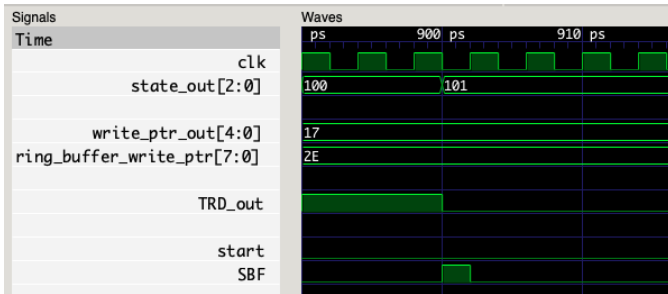 Signals Waves
Time ps 900 ps 910 ps
clk
state_out[2:0] 100 101
write_ptr_out[4:0] 17
ring_buffer_write_ptr[7:0] 2E
TRD_out
start
SBF